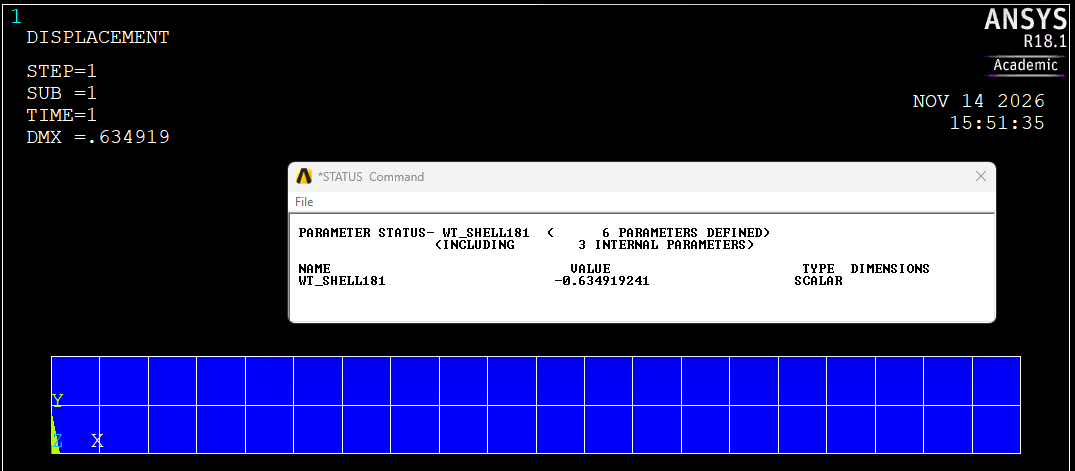 1
DISPLACEMENT
STEP=1
SUB =1
TIME=1
DMX =.634919
ANSYS
R18.1
Academic
NOV 14 2026
15:51:35
*STATUS Command
File
PARAMETER STATUS- WT_SHELL181 ( 6 PARAMETERS DEFINED)
(INCLUDING 3 INTERNAL PARAMETERS)
NAME VALUE TYPE DIMENSIONS
WT_SHELL181 -0.634919241 SCALAR
Y
Z X